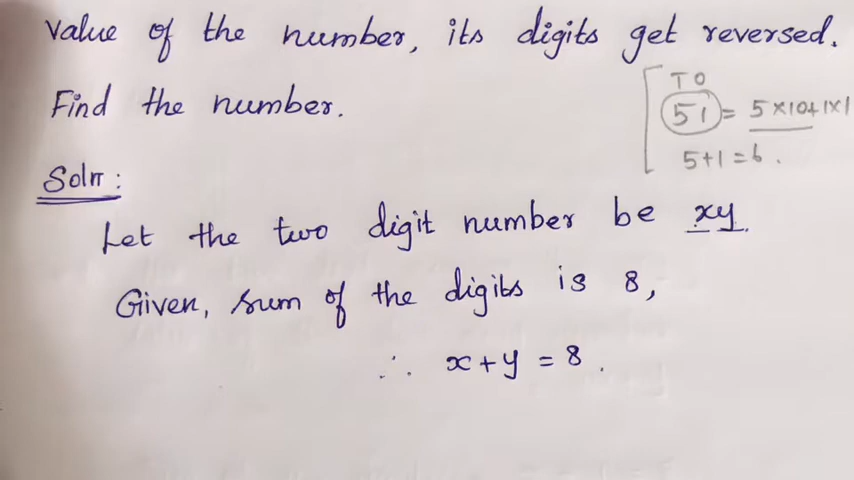 value of the number, its digits get reversed.
Find the number.
T O
51 = 5×10+1×1
5+1=6.
Soln:
Let the two digit number be xy.
Given, sum of the digits is 8,
∴ x+y = 8.